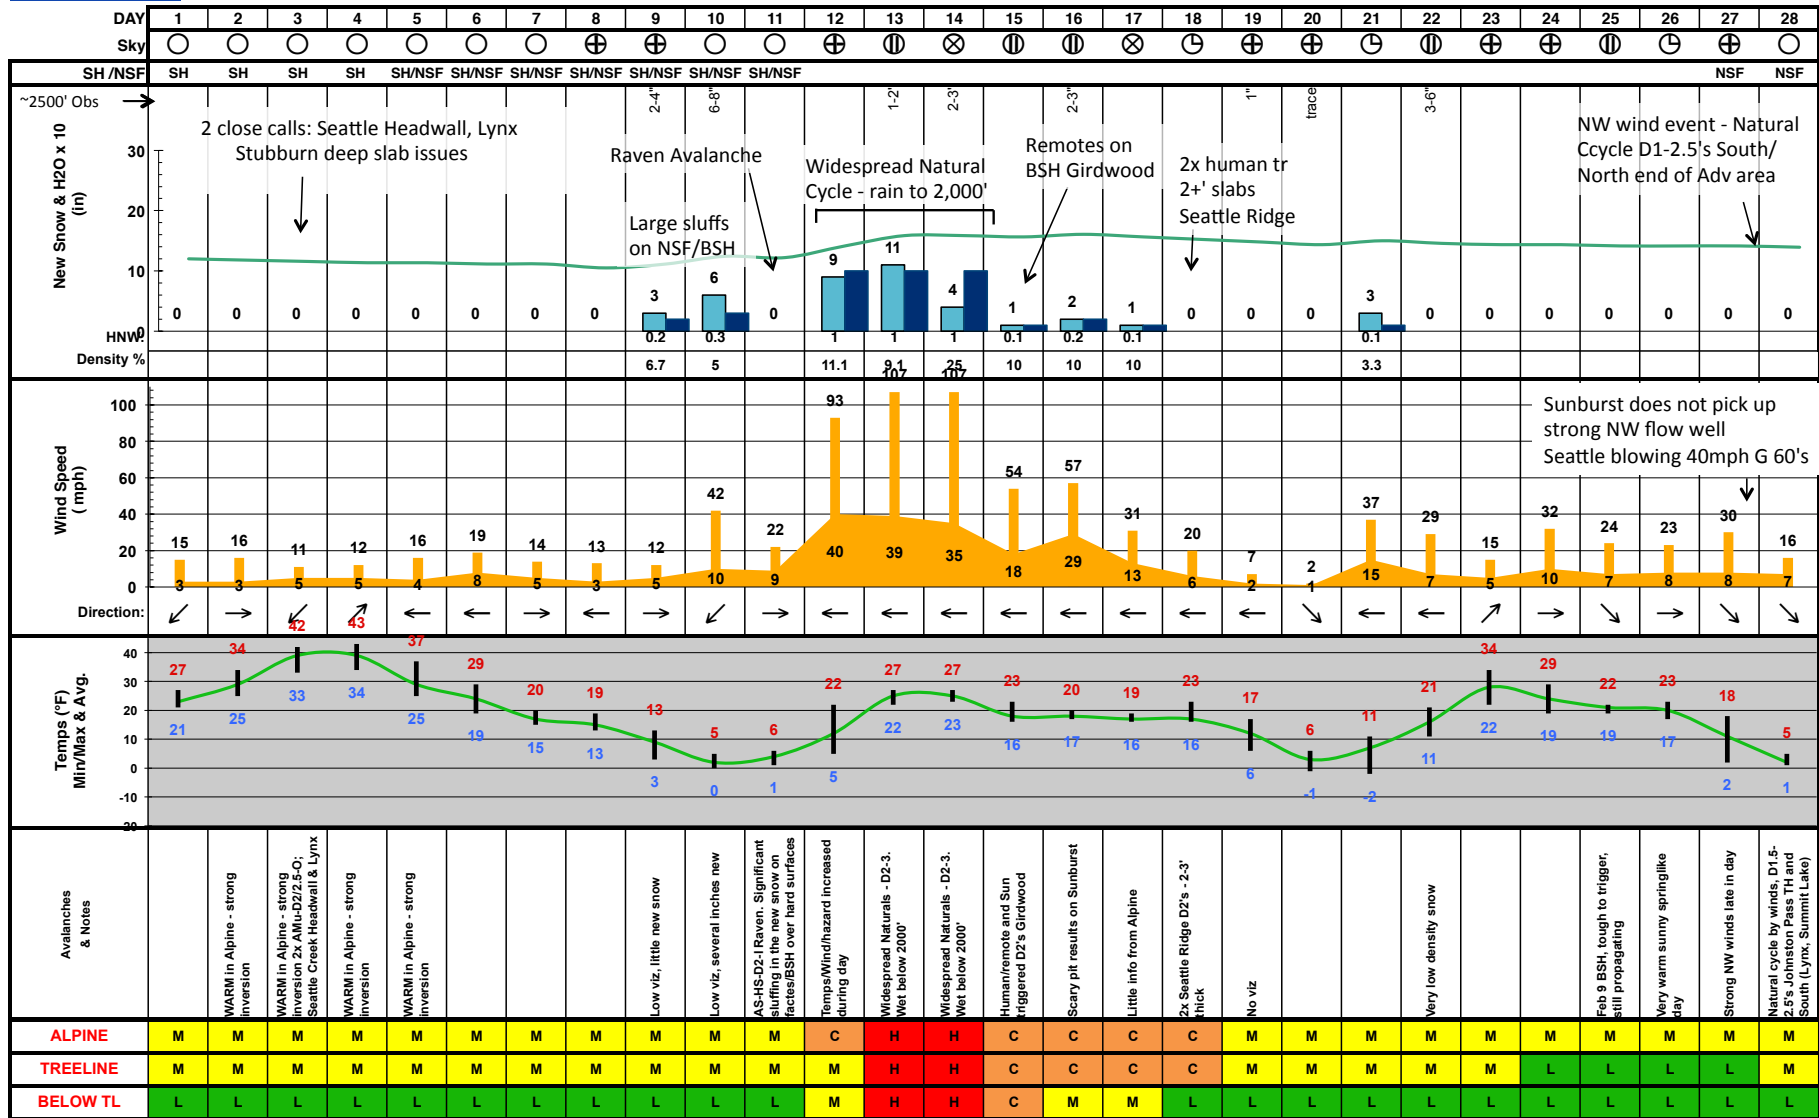 DAY 1 2 3 4 5 6 7 8 9 10 11 12 13 14 15 16 17 18 19 20 21 22 23 24 25 26 27 28
Sky
SH /NSF SH SH SH SH SH/NSF SH/NSF SH/NSF SH/NSF SH/NSF SH/NSF SH/NSF NSF NSF
~2500' Obs 2-4" 6-8" 1-2' 2-3' 2-3" 1" trace 3-6"
New Snow & H2O x 10
(in)
30
20
10
0
2 close calls: Seattle Headwall, Lynx
Stubburn deep slab issues
Raven Avalanche
Large sluffs
on NSF/BSH
Widespread Natural
Cycle - rain to 2,000'
Remotes on
BSH Girdwood
2x human tr
2+' slabs
Seattle Ridge
NW wind event - Natural
Ccycle D1-2.5's South/
North end of Adv area
0 0 0 0 0 0 0 0 3 6 0 9 11 4 1 2 1 0 0 0 3 0 0 0 0 0 0 0
HNW: 0.2 0.3 1 1 1 0.1 0.2 0.1 0.1
Density % 6.7 5 11.1 9.1 25 10 10 10 3.3
Wind Speed
(mph)
100
80
60
40
20
0
15 16 11 12 16 19 14 13 12 42 22 93 107 107 54 57 31 20 7 2 37 29 15 32 24 23 30 16
3 3 5 5 4 8 5 3 5 10 9 40 39 35 18 29 13 6 2 1 15 7 5 10 7 8 8 7
Sunburst does not pick up
strong NW flow well
Seattle blowing 40mph G 60's
Direction:
Temps (°F)
Min/Max & Avg.
40
30
20
10
0
-10
-20
27 34 42 43 37 29 20 19 13 5 6 22 27 27 23 20 19 23 17 6 11 21 34 29 22 23 18 5
21 25 33 34 25 19 15 13 3 0 1 5 22 23 16 17 16 16 6 -1 -2 11 22 19 19 17 2 1
Avalanches
& Notes
WARM in Alpine - strong
inversion
WARM in Alpine - strong
inversion 2x AMu-D2/2.5-O;
Seattle Creek Headwall & Lynx
WARM in Alpine - strong
inversion
WARM in Alpine - strong
inversion
Low viz, little new snow
Low viz, several inches new
AS-HS-D2-I Raven. Significant
sluffing in the new snow on
factes/BSH over hard surfaces
Temps/Wind/hazard increased
during day
Widespread Naturals - D2-3.
Wet below 2000'
Widespread Naturals - D2-3.
Wet below 2000'
Human/remote and Sun
triggered D2's Girdwood
Scary pit results on Sunburst
Little info from Alpine
2x Seattle Ridge D2's - 2-3'
thick
No viz
Very low density snow
Feb 9 BSH, tough to trigger,
still propagating
Very warm sunny springlike
day
Strong NW winds late in day
Natural cycle by winds, D1.5-
2.5's Johnston Pass TH and
South (Lynx, Summit Lake)
ALPINE M M M M M M M M M M M C H H C C C C M M M M M M M M M M
TREELINE M M M M M M M M M M M M H H C C C C M M M M M L L L L M
BELOW TL L L L L L L L L L L L M H H C M M L L L L L L L L L L L